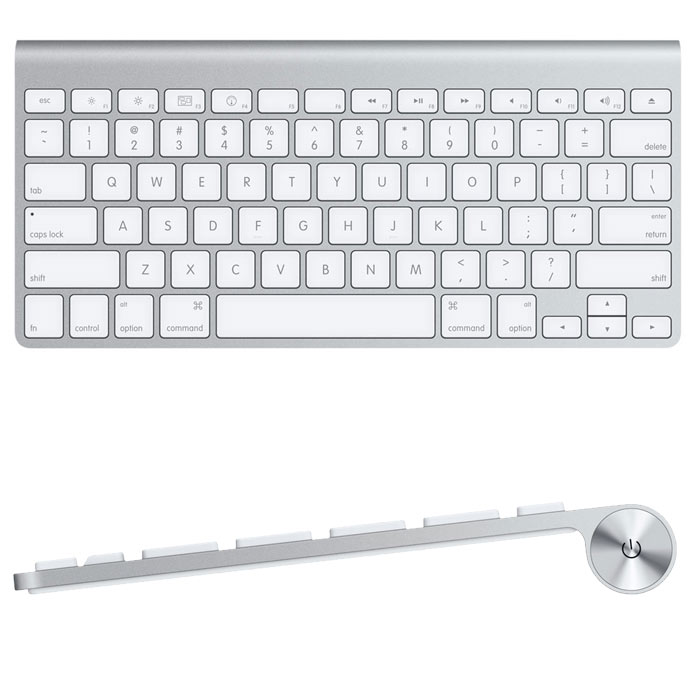 esc F1 F2 F3 F4 F5 F6 F7 F8 F9 F10 F11 F12
~ ! @ # $ % ^ & * ( ) – +
` 1 2 3 4 5 6 7 8 9 0 - = delete
tab Q W E R T Y U I O P { [ } ] | \
caps lock A S D F G H J K L : ; “ ‘ enter return
shift Z X C V B N M < , > . ? / shift
fn control alt option ⌘ command ⌘ command alt option ◄ ▲ ▼ ►